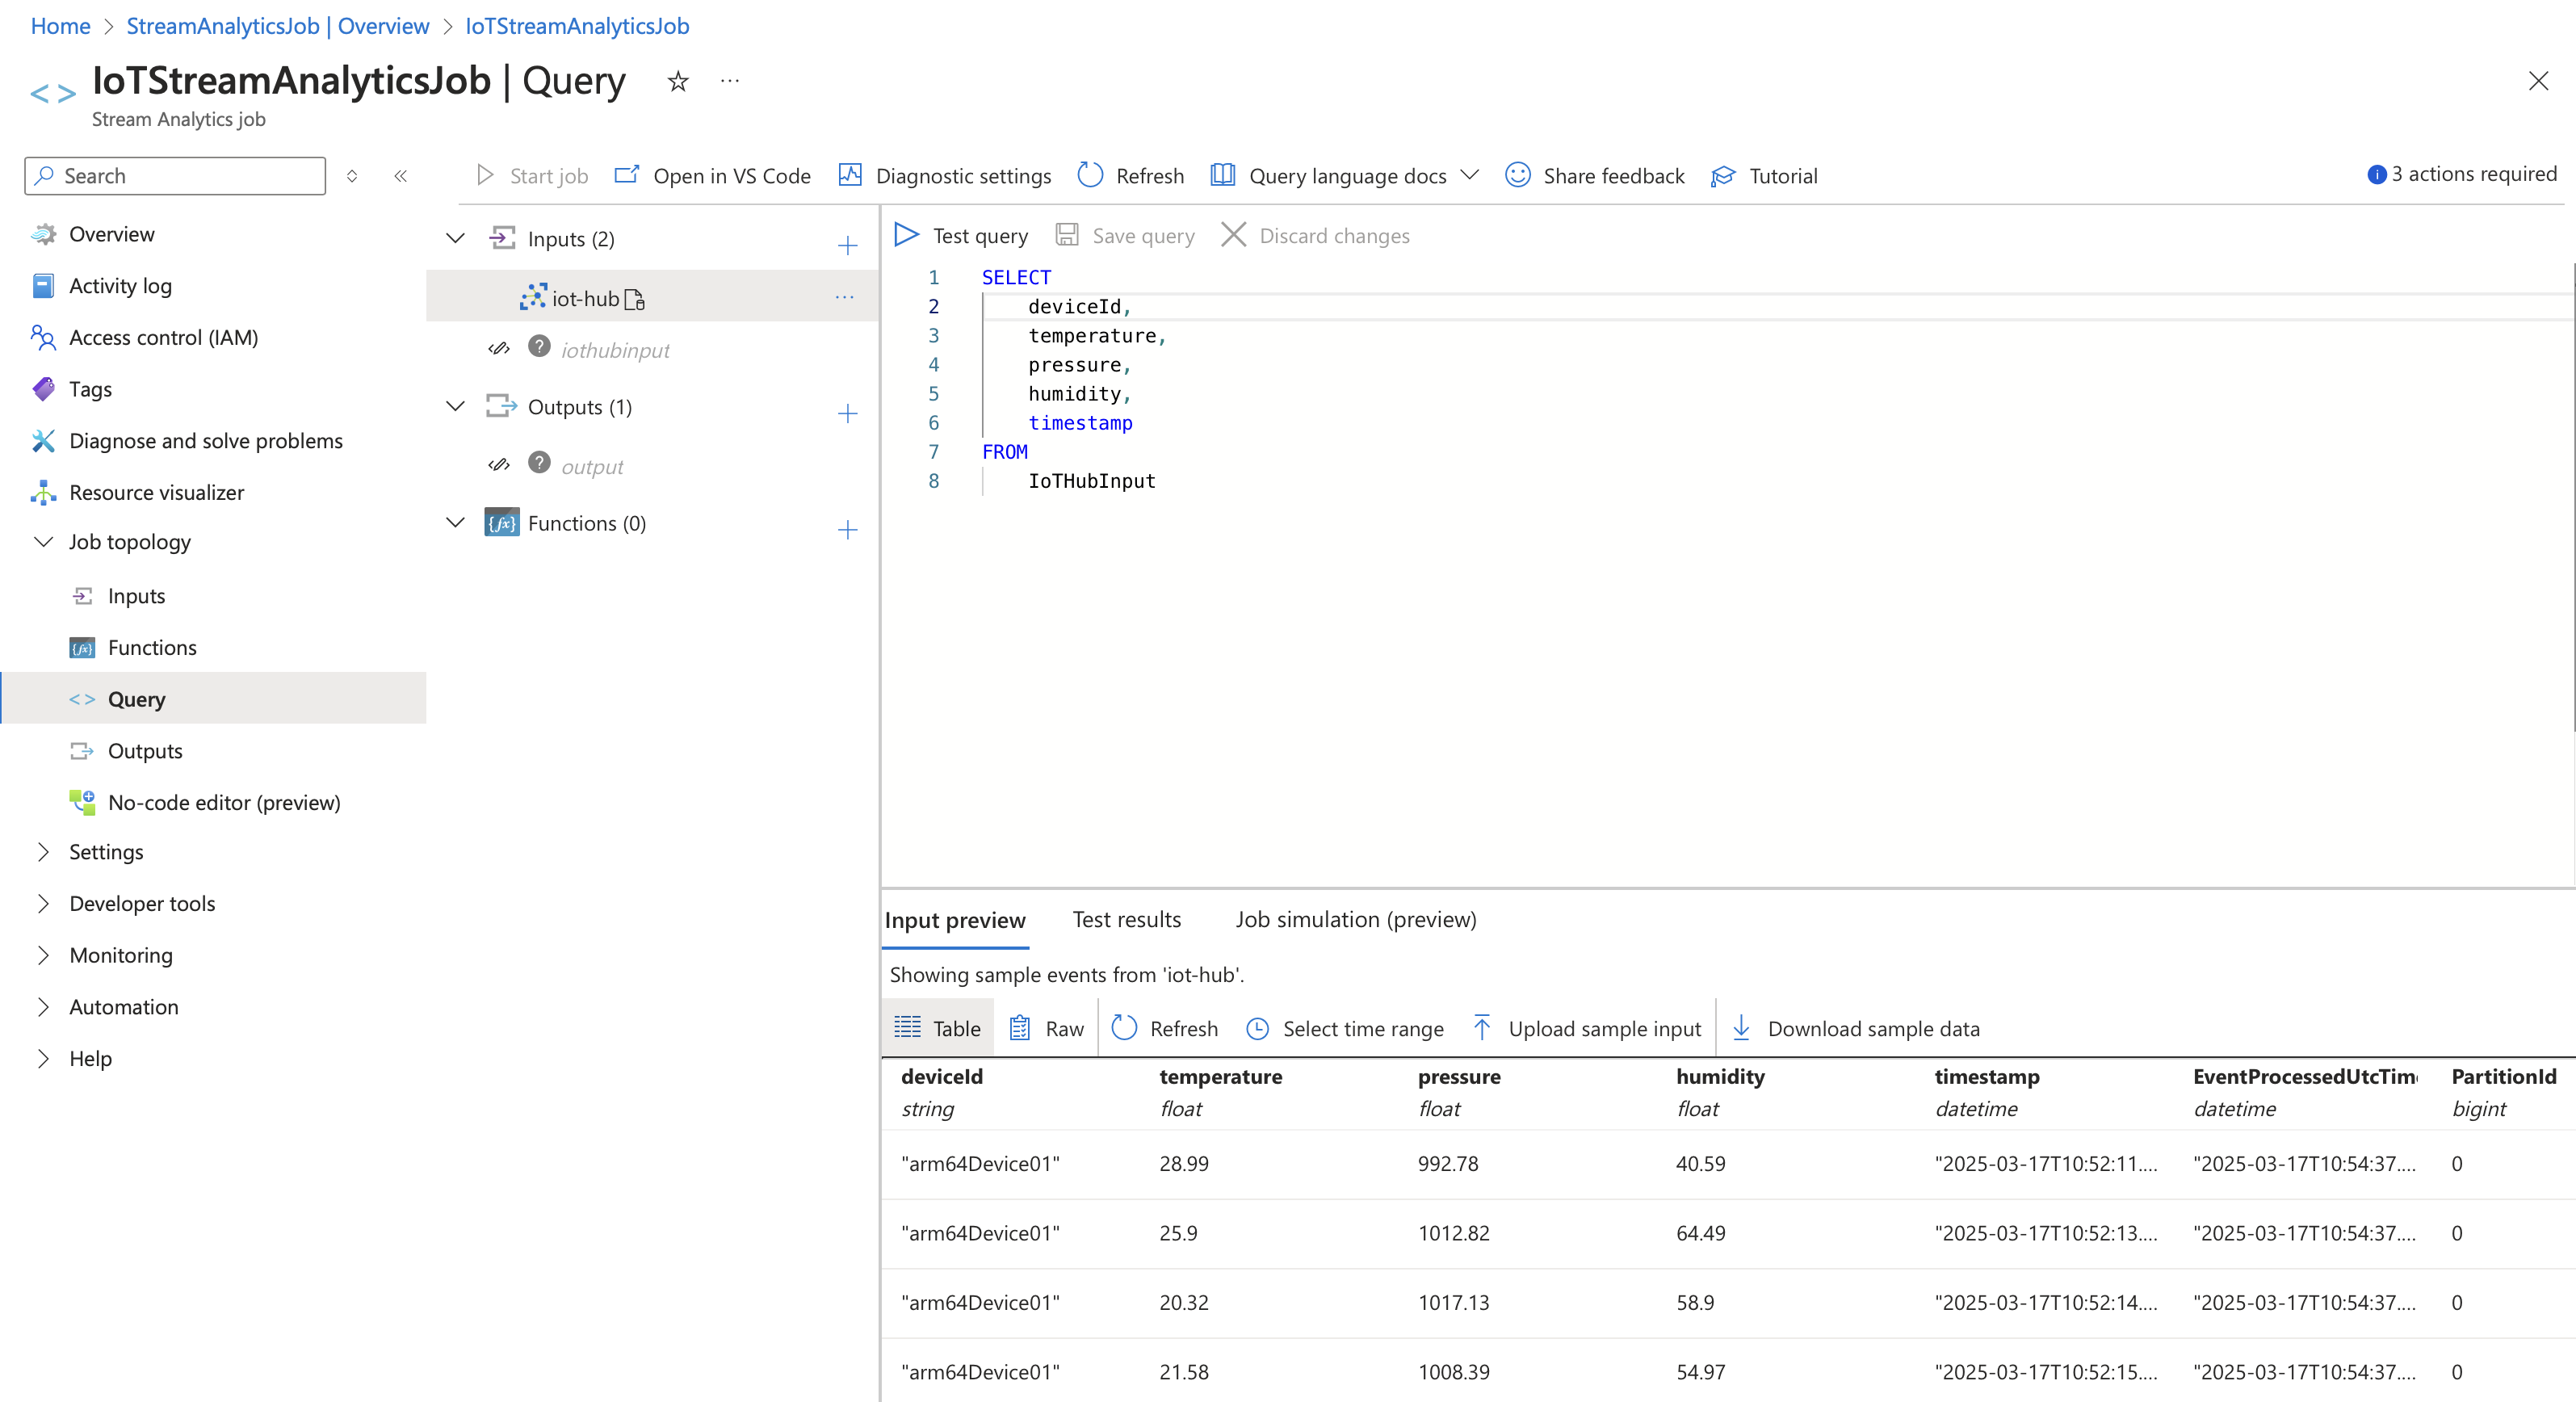 Home > StreamAnalyticsJob | Overview > IoTStreamAnalyticsJob
IoTStreamAnalyticsJob | Query
Stream Analytics job
Search
Start job Open in VS Code Diagnostic settings Refresh Query language docs Share feedback Tutorial 3 actions required
Overview
Activity log
Access control (IAM)
Tags
Diagnose and solve problems
Resource visualizer
Job topology
Inputs
Functions
Query
Outputs
No-code editor (preview)
Settings
Developer tools
Monitoring
Automation
Help
Inputs (2)
iot-hub
iothubinput
Outputs (1)
output
Functions (0)
Test query Save query Discard changes
1 SELECT
2 deviceId,
3 temperature,
4 pressure,
5 humidity,
6 timestamp
7 FROM
8 IoTHubInput
Input preview Test results Job simulation (preview)
Showing sample events from 'iot-hub'.
Table Raw Refresh Select time range Upload sample input Download sample data
deviceId temperature pressure humidity timestamp EventProcessedUtcTim PartitionId
string float float float datetime datetime bigint
"arm64Device01" 28.99 992.78 40.59 "2025-03-17T10:52:11.... "2025-03-17T10:54:37.... 0
"arm64Device01" 25.9 1012.82 64.49 "2025-03-17T10:52:13.... "2025-03-17T10:54:37.... 0
"arm64Device01" 20.32 1017.13 58.9 "2025-03-17T10:52:14.... "2025-03-17T10:54:37.... 0
"arm64Device01" 21.58 1008.39 54.97 "2025-03-17T10:52:15.... "2025-03-17T10:54:37.... 0